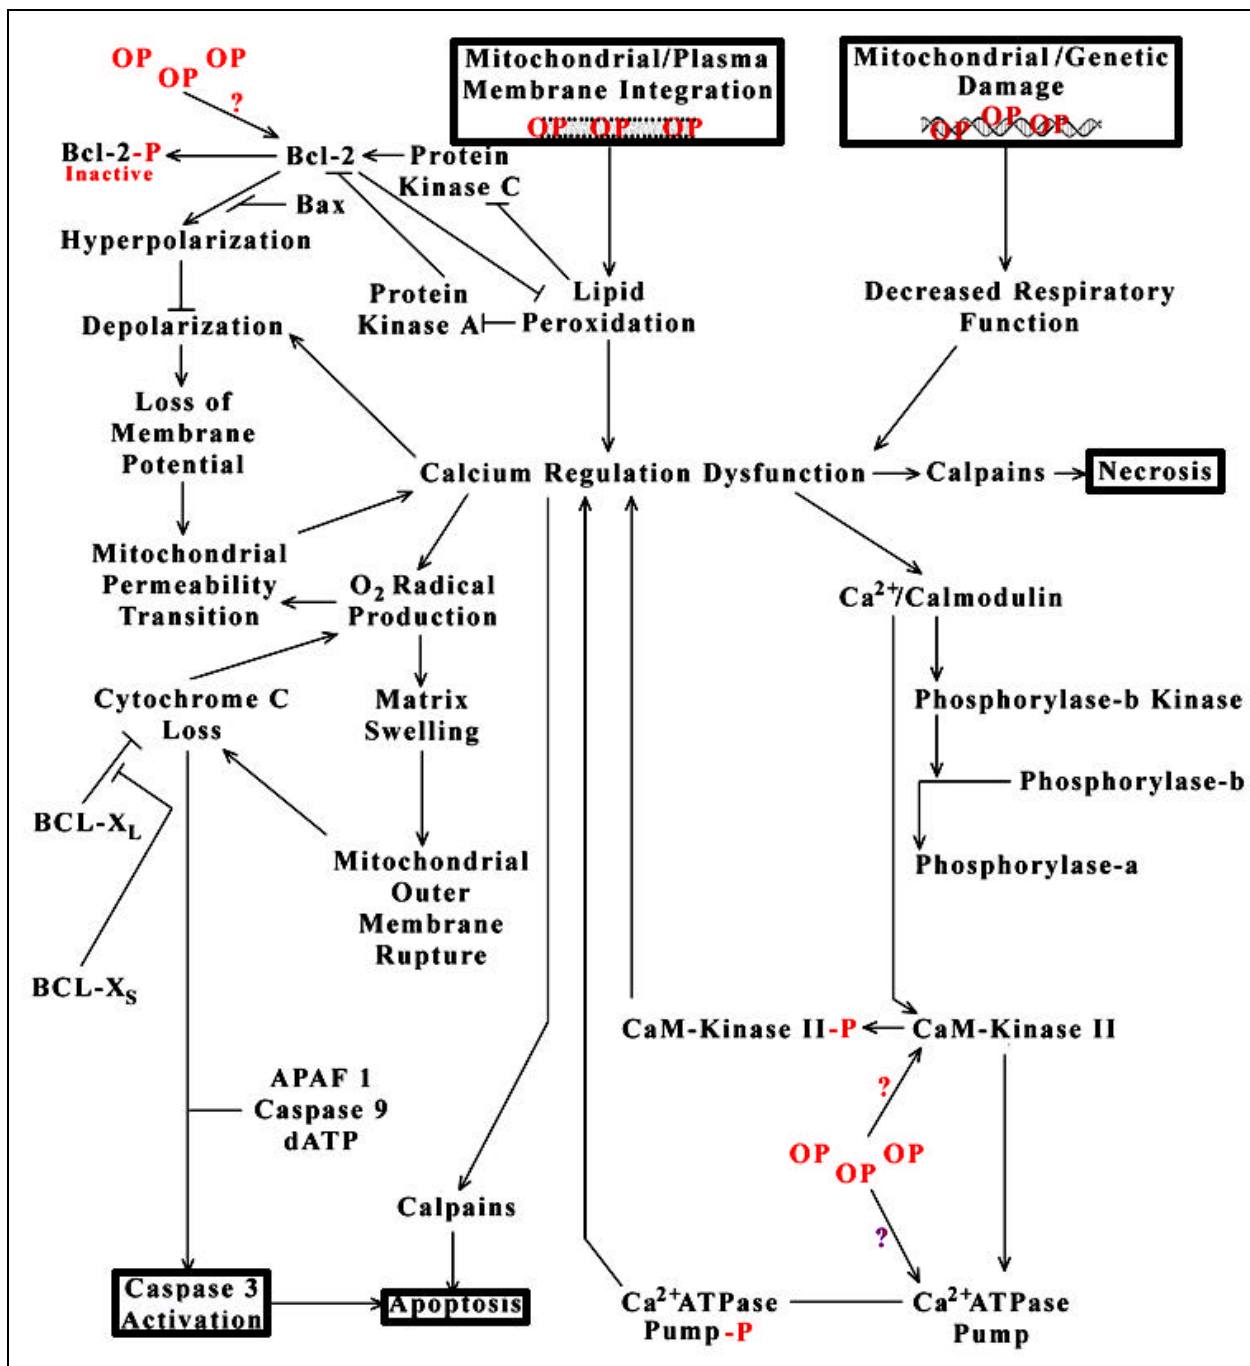 OP OP OP
?
Mitochondrial/Plasma
Membrane Integration
OP OP OP
Mitochondrial/Genetic
Damage
OP OP OP
Bcl-2-P
Inactive
Bcl-2
Protein
Kinase C
Bax
Hyperpolarization
Protein
Kinase A
Lipid
Peroxidation
Decreased Respiratory
Function
Depolarization
Loss of
Membrane
Potential
Calcium Regulation Dysfunction
Calpains
Necrosis
Mitochondrial
Permeability
Transition
O2 Radical
Production
Ca2+/Calmodulin
Cytochrome C
Loss
Matrix
Swelling
Phosphorylase-b Kinase
Phosphorylase-b
Phosphorylase-a
BCL-XL
Mitochondrial
Outer
Membrane
Rupture
BCL-XS
CaM-Kinase II-P
CaM-Kinase II
APAF 1
Caspase 9
dATP
?
OP OP OP
?
Calpains
Caspase 3
Activation
Apoptosis
Ca2+ATPase
Pump-P
Ca2+ATPase
Pump